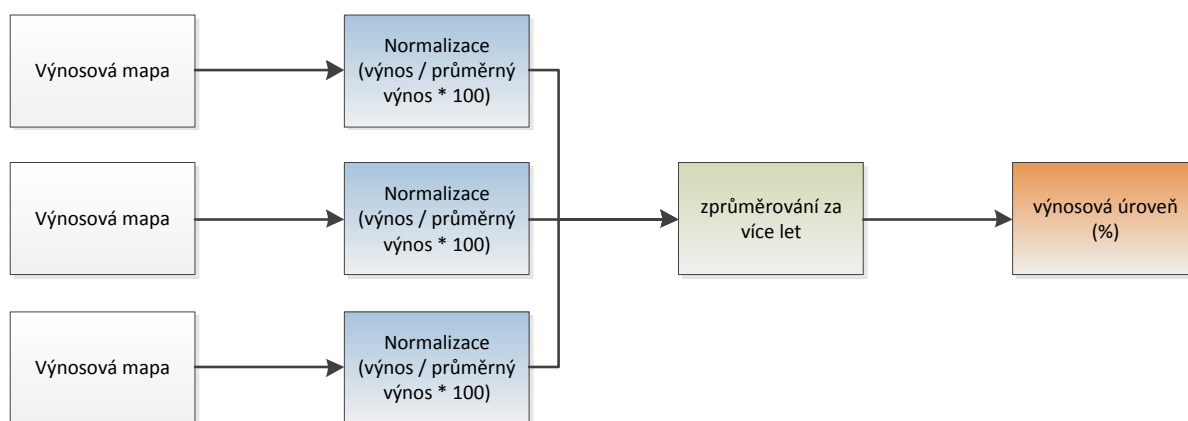 Výnosová mapa
Normalizace
(výnos / průměrný
výnos * 100)
Výnosová mapa
Normalizace
(výnos / průměrný
výnos * 100)
zprůměrování za
více let
výnosová úroveň
(%)
Výnosová mapa
Normalizace
(výnos / průměrný
výnos * 100)